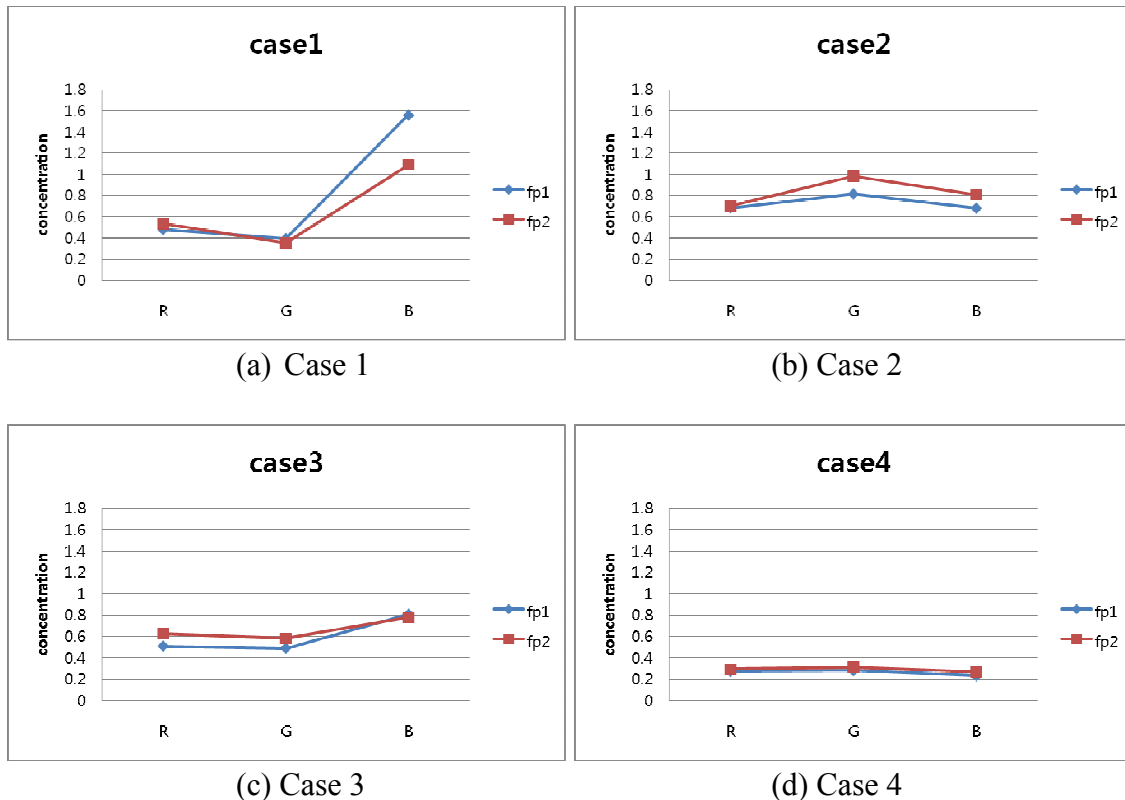 case1
1.8
1.6
1.4
1.2
1
0.8
0.6
0.4
0.2
0
concentration
R G B
fp1
fp2
(a) Case 1
case2
1.8
1.6
1.4
1.2
1
0.8
0.6
0.4
0.2
0
concentration
R G B
fp1
fp2
(b) Case 2
case3
1.8
1.6
1.4
1.2
1
0.8
0.6
0.4
0.2
0
concentration
R G B
fp1
fp2
(c) Case 3
case4
1.8
1.6
1.4
1.2
1
0.8
0.6
0.4
0.2
0
concentration
R G B
fp1
fp2
(d) Case 4